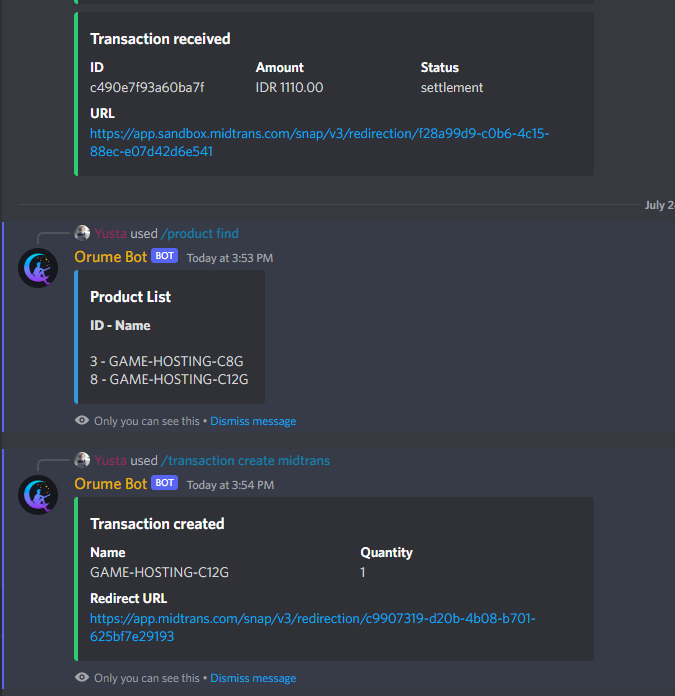 Transaction received
ID Amount Status
c490e7f93a60ba7f IDR 1110.00 settlement
URL
https://app.sandbox.midtrans.com/snap/v3/redirection/f28a99d9-c0b6-4c15-
88ec-e07d42d6e541
July 2
Yusta used /product find
Orume Bot BOT Today at 3:53 PM
Product List
ID - Name
3 - GAME-HOSTING-C8G
8 - GAME-HOSTING-C12G
Only you can see this • Dismiss message
Yusta used /transaction create midtrans
Orume Bot BOT Today at 3:54 PM
Transaction created
Name Quantity
GAME-HOSTING-C12G 1
Redirect URL
https://app.midtrans.com/snap/v3/redirection/c9907319-d20b-4b08-b701-
625bf7e29193
Only you can see this • Dismiss message